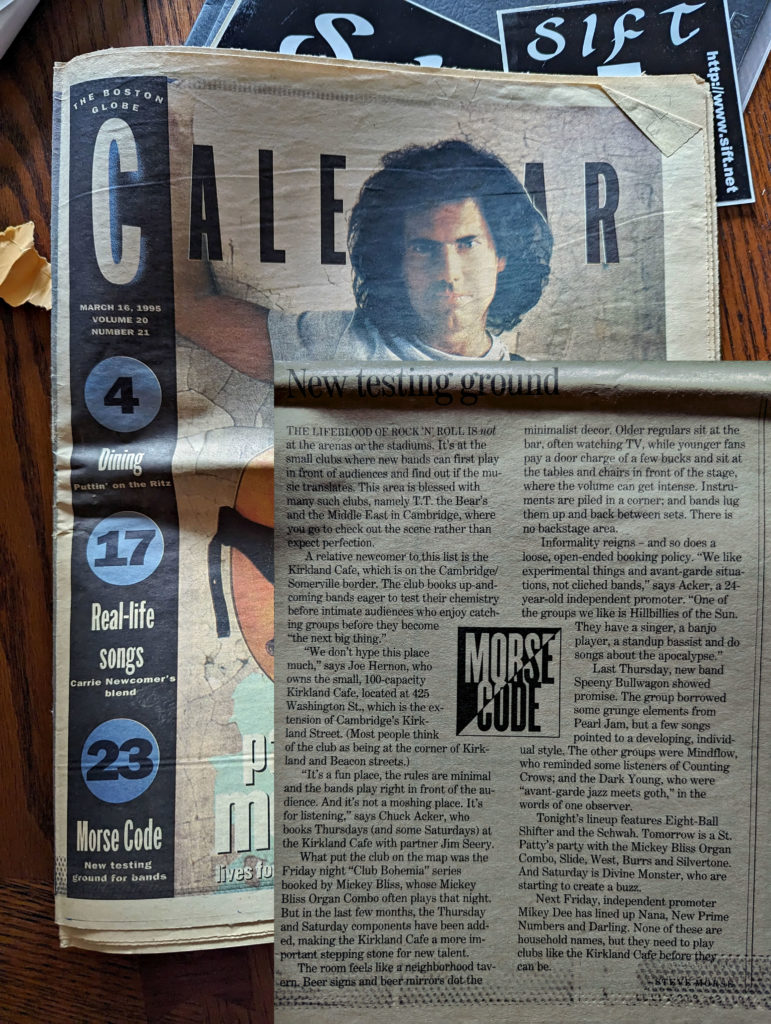 SIFT
http://www.sift.net
THE BOSTON
GLOBE
CALE AR
MARCH 16, 1995
VOLUME 20
NUMBER 21
4
Dining
Puttin' on the Ritz
17
Real-life
songs
Carrie Newcomer's
blend
23
Morse Code
New testing
ground for bands
lives fo
New testing ground
THE LIFEBLOOD OF ROCK 'N' ROLL IS not
at the arenas or the stadiums. It's at the
small clubs where new bands can first play
in front of audiences and find out if the mu-
sic translates. This area is blessed with
many such clubs, namely T.T. the Bear's
and the Middle East in Cambridge, where
you go to check out the scene rather than
expect perfection.
A relative newcomer to this list is the
Kirkland Cafe, which is on the Cambridge/
Somerville border. The club books up-and-
coming bands eager to test their chemistry
before intimate audiences who enjoy catch-
ing groups before they become
"the next big thing."
"We don't hype this place
much," says Joe Hernon, who
owns the small, 100-capacity
Kirkland Cafe, located at 425
Washington St., which is the ex-
tension of Cambridge's Kirk-
land Street. (Most people think
of the club as being at the corner of Kirk-
land and Beacon streets.)
"It's a fun place, the rules are minimal
and the bands play right in front of the au-
dience. And it's not a moshing place. It's
for listening," says Chuck Acker, who
books Thursdays (and some Saturdays) at
the Kirkland Cafe with partner Jim Seery.
What put the club on the map was the
Friday night "Club Bohemia" series
booked by Mickey Bliss, whose Mickey
Bliss Organ Combo often plays that night.
But in the last few months, the Thursday
and Saturday components have been add-
ed, making the Kirkland Cafe a more im-
portant stepping stone for new talent.
The room feels like a neighborhod tav-
ern. Beer signs and beer mirrors dot the
minimalist decor. Older regulars sit at the
bar, often watching TV, while younger fans
pay a door charge of a few bucks and sit at
the tables and chairs in front of the stage,
where the volume can get intense. Instru-
ments are piled in a corner; and bands lug
them up and back between sets. There is
no backstage area.
Informality reigns – and so does a
loose, open-ended booking policy. "We like
experimental things and avant-garde situa-
tions, not cliched bands," says Acker, a 24-
year-old independent promoter. "One of
the groups we like is Hillbillies of the Sun.
They have a singer, a banjo
player, a standup bassist and do
songs about the apocalypse."
Last Thursday, new band
Speeny Bullwagon showed
promise. The group borrowed
some grunge elements from
Pearl Jam, but a few songs
pointed to a developing, individ-
ual style. The other groups were Mindflow,
who reminded some listeners of Counting
Crows; and the Dark Young, who were
"avant-garde jazz meets goth," in the
words of one observer.
Tonight's lineup features Eight-Ball
Shifter and the Schwah. Tomorrow is a St.
Patty's party with the Mickey Bliss Organ
Combo, Slide, West, Burrs and Silvertone.
And Saturday is Divine Monster, who are
starting to create a buzz.
Next Friday, independent promoter
Mikey Dee has lined up Nana, New Prime
Numbers and Darling. None of these are
household names, but they need to play
clubs like the Kirkland Cafe before they
can be.
– STEVE MORSE
MORSE
CODE